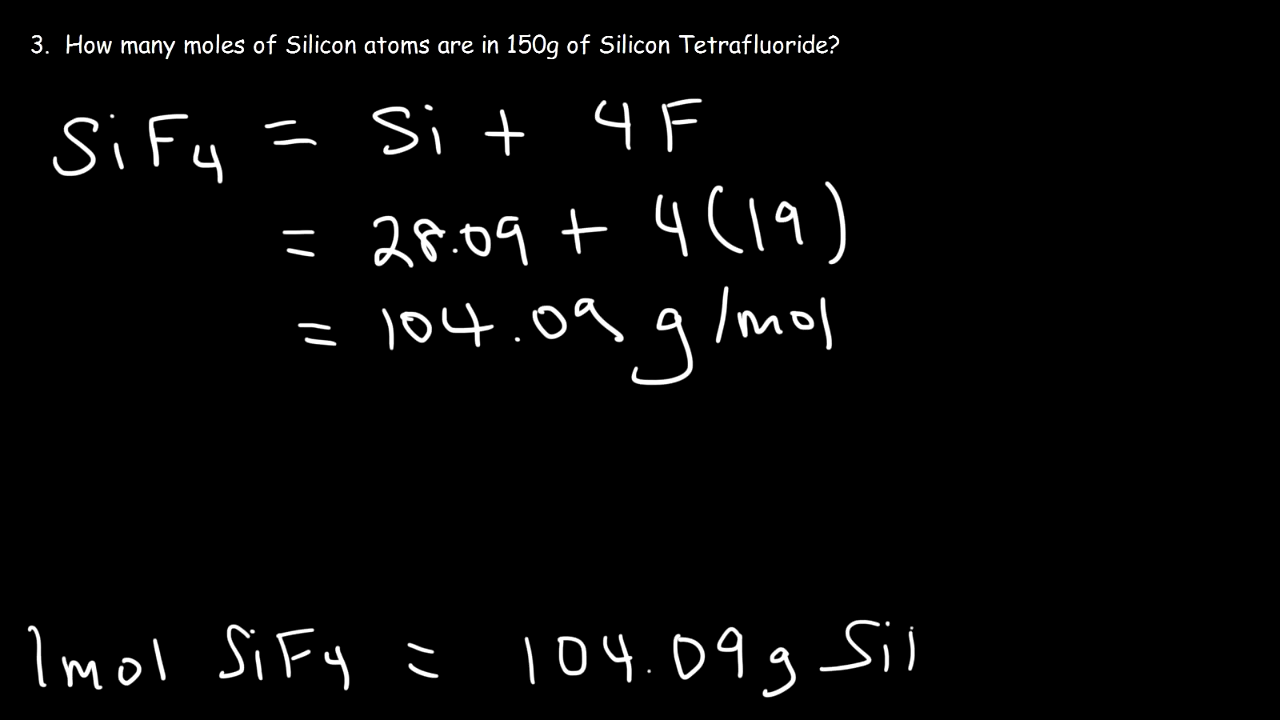 3. How many moles of Silicon atoms are in 150g of Silicon Tetrafluoride?
SiF₄ = Si + 4F
= 28.09 + 4(19)
= 104.09 g/mol
1mol SiF₄ = 104.09g Si